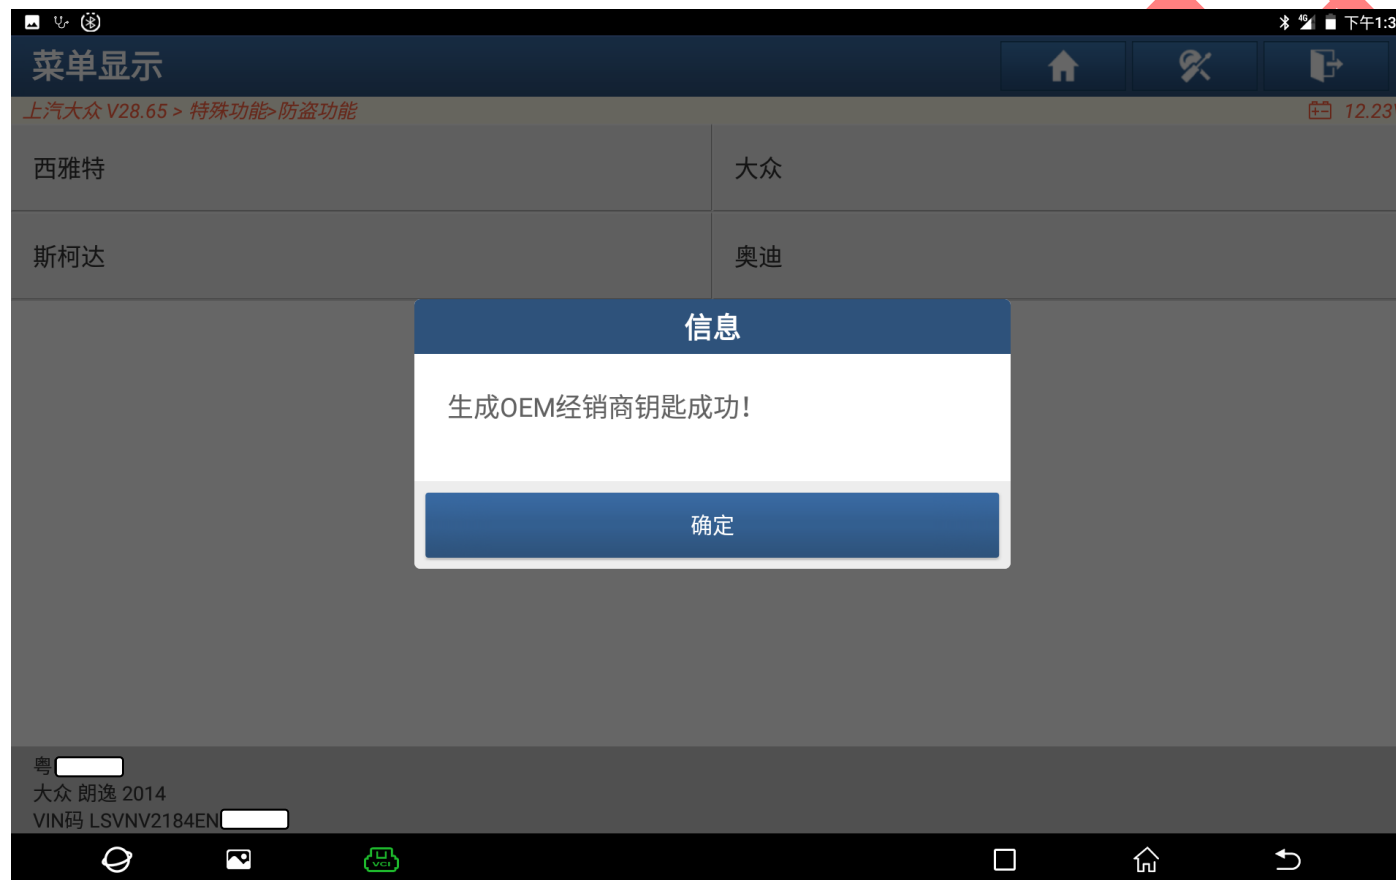 4G 下午1:3
菜单显示
上汽大众 V28.65 > 特殊功能>防盗功能 12.23
西雅特 大众
斯柯达 奥迪
信息
生成OEM经销商钥匙成功！
确定
粤
大众 朗逸 2014
VIN码 LSVNV2184EN
VCI